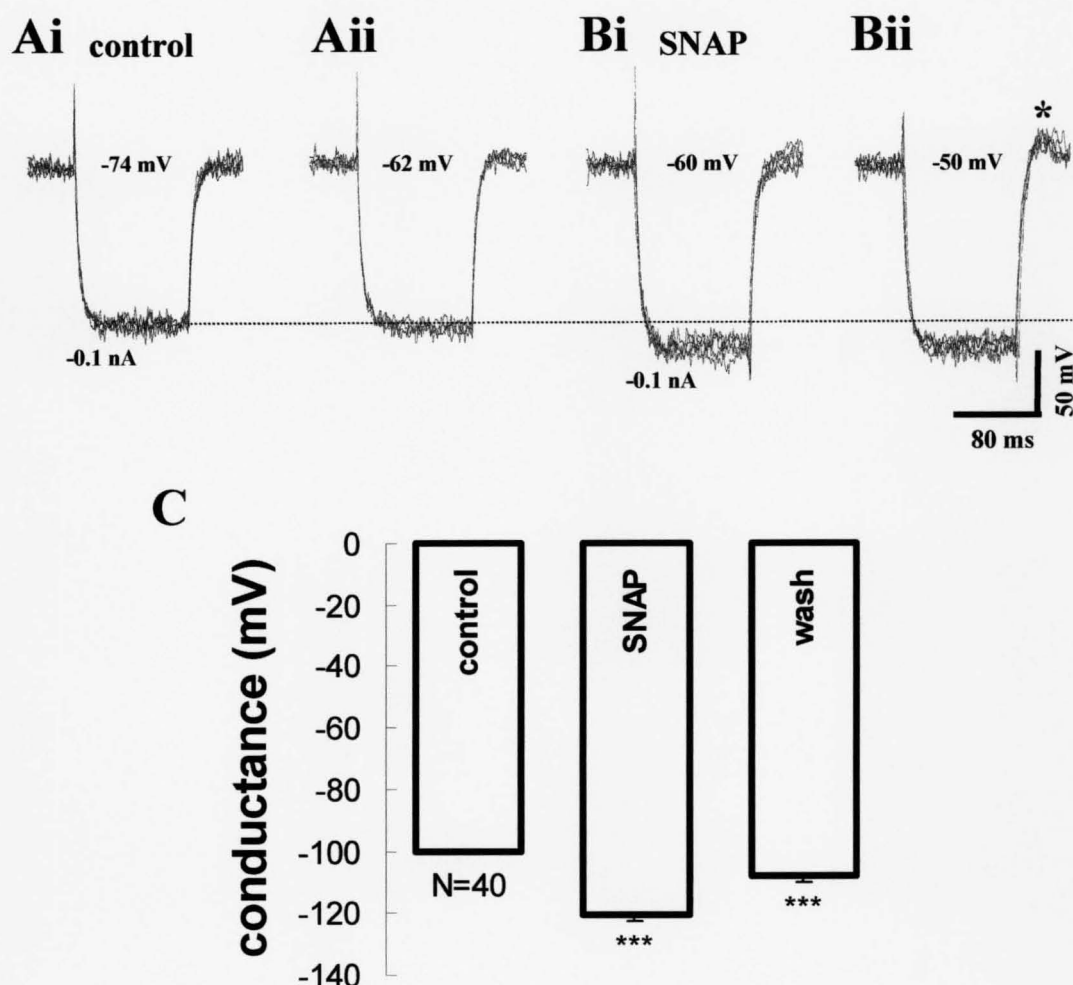 Ai control Aii Bi SNAP Bii
*
-74 mV -62 mV -60 mV -50 mV
-0.1 nA -0.1 nA
50 mV
80 ms
C
conductance (mV)
0
-20
-40
-60
-80
-100
-120
-140
control
SNAP
wash
N=40
***
***